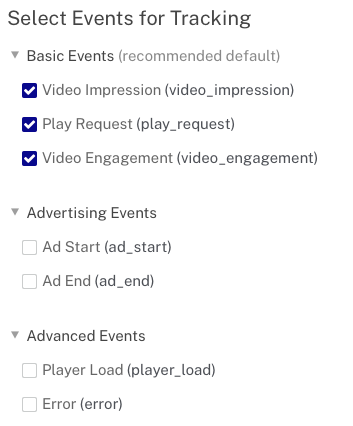 Select Events for Tracking
Basic Events (recommended default)
Video Impression (video_impression)
Play Request (play_request)
Video Engagement (video_engagement)
Advertising Events
Ad Start (ad_start)
Ad End (ad_end)
Advanced Events
Player Load (player_load)
Error (error)